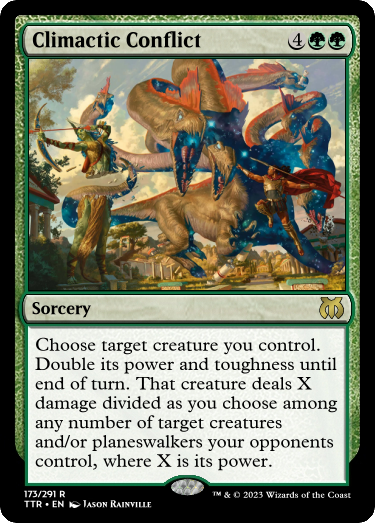 Climactic Conflict 4
Sorcery
Choose target creature you control.
Double its power and toughness until
end of turn. That creature deals X
damage divided as you choose among
any number of target creatures
and/or planeswalkers your opponents
control, where X is its power.
173/291 R
TTR • EN Jason Rainville
™ & © 2023 Wizards of the Coast